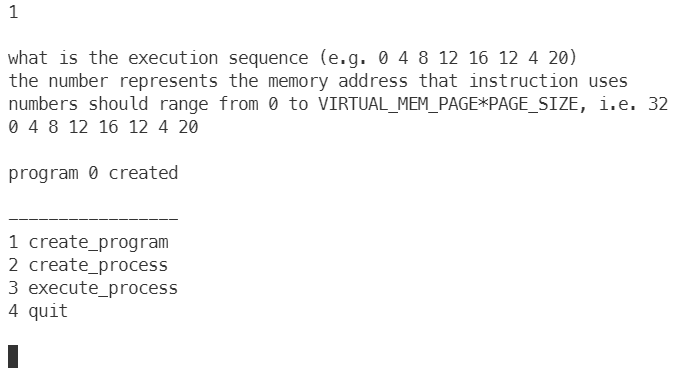 1
what is the execution sequence (e.g. 0 4 8 12 16 12 4 20)
the number represents the memory address that instruction uses
numbers should range from 0 to VIRTUAL_MEM_PAGE*PAGE_SIZE, i.e. 32
0 4 8 12 16 12 4 20
program 0 created
-----------------
1 create_program
2 create_process
3 execute_process
4 quit